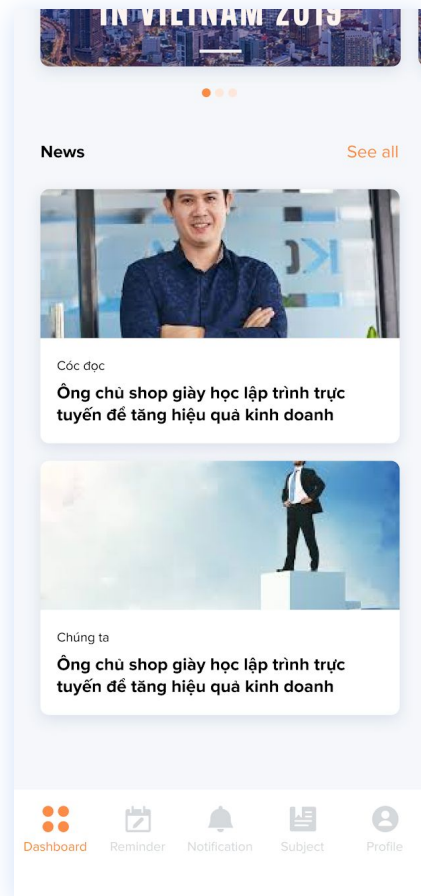 IN VIETNAM 2019
News
See all
Cóc đọc
Ông chủ shop giày học lập trình trực
tuyến để tăng hiệu quả kinh doanh
Chúng ta
Ông chủ shop giày học lập trình trực
tuyến để tăng hiệu quả kinh doanh
Dashboard
Reminder
Notification
Subject
Profile